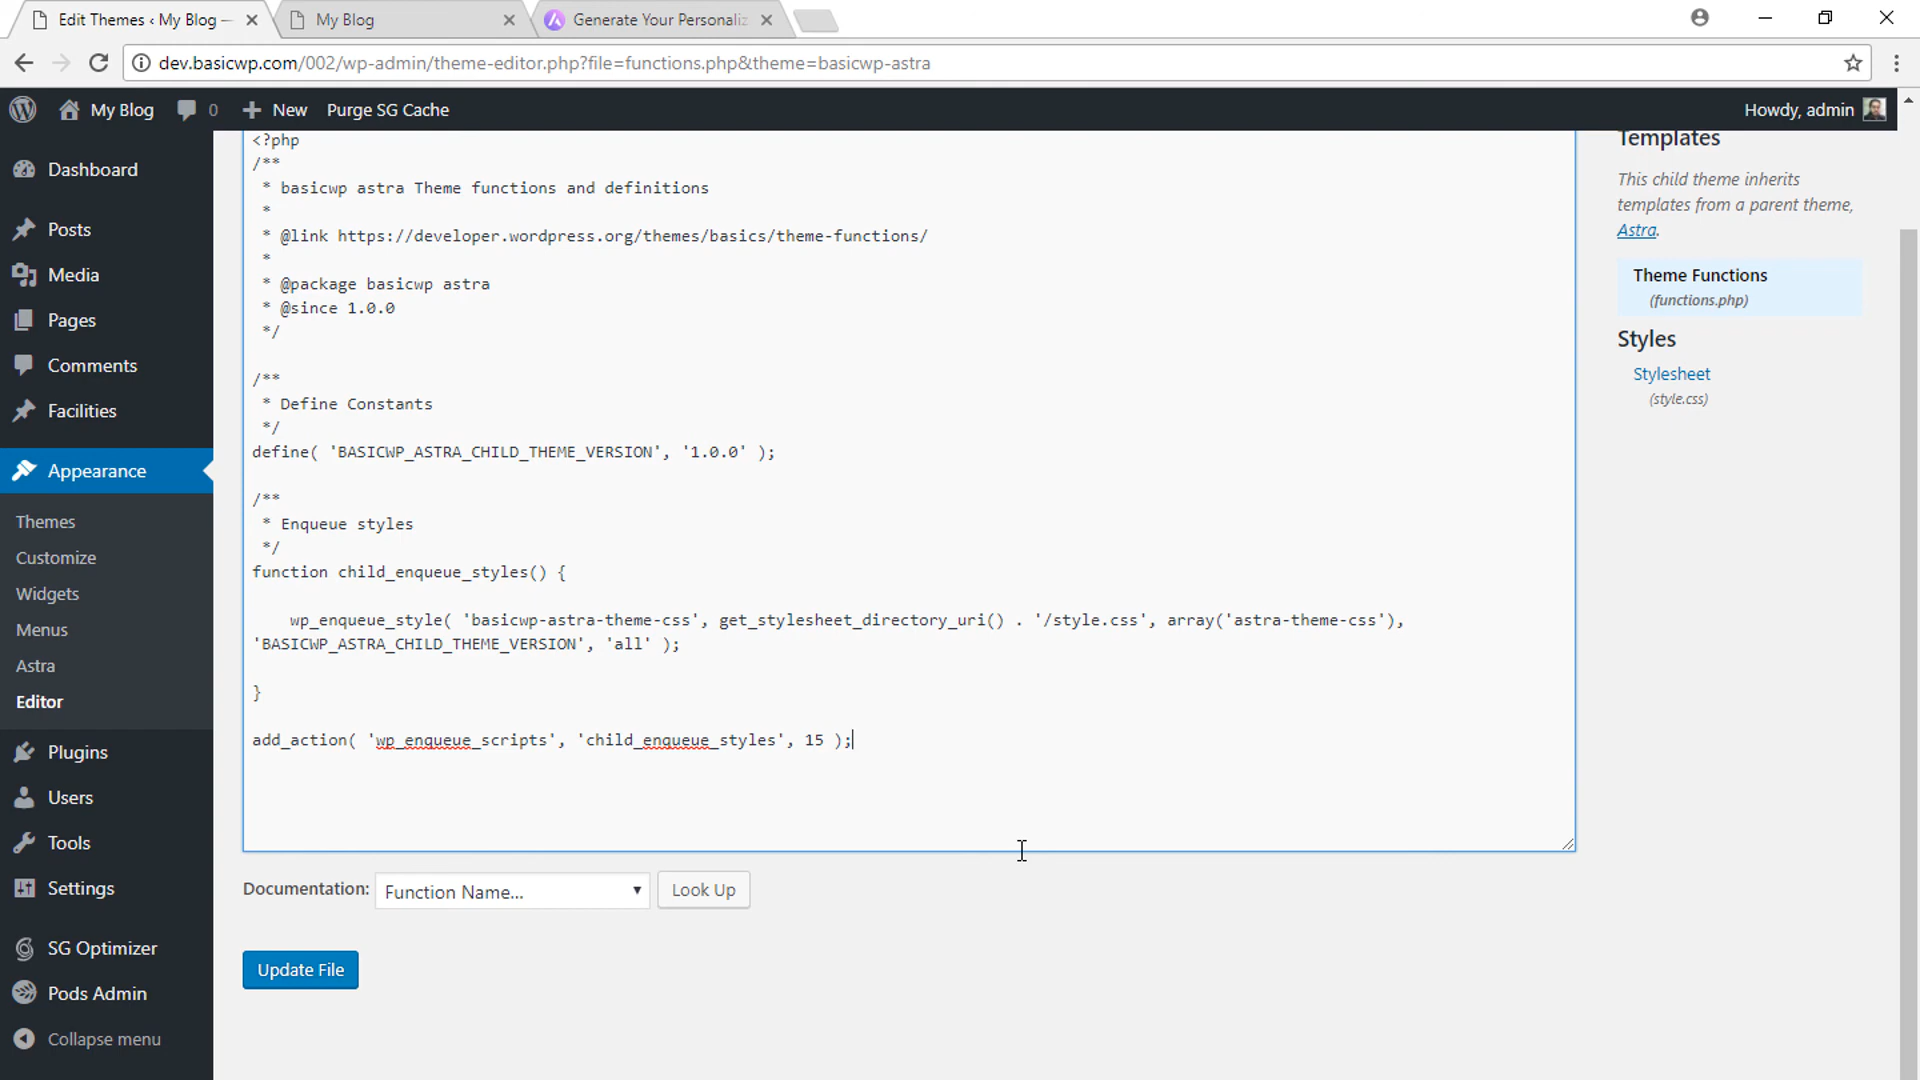 Edit Themes ‹ My Blog —
My Blog
Generate Your Personaliz
dev.basicwp.com/002/wp-admin/theme-editor.php?file=functions.php&theme=basicwp-astra
My Blog
0
New
Purge SG Cache
Howdy, admin
Dashboard
Posts
Media
Pages
Comments
Facilities
Appearance
Themes
Customize
Widgets
Menus
Astra
Editor
Plugins
Users
Tools
Settings
SG Optimizer
Pods Admin
Collapse menu
<?php
/**
 * basicwp astra Theme functions and definitions
 *
 * @link https://developer.wordpress.org/themes/basics/theme-functions/
 *
 * @package basicwp astra
 * @since 1.0.0
 */
/**
 * Define Constants
 */
define( 'BASICWP_ASTRA_CHILD_THEME_VERSION', '1.0.0' );
/**
 * Enqueue styles
 */
function child_enqueue_styles() {
wp_enqueue_style( 'basicwp-astra-theme-css', get_stylesheet_directory_uri() . '/style.css', array('astra-theme-css'),
'BASICWP_ASTRA_CHILD_THEME_VERSION', 'all' );
}
add_action( 'wp_enqueue_scripts', 'child_enqueue_styles', 15 );
Documentation:
Function Name...
Look Up
Update File
Templates
This child theme inherits
templates from a parent theme,
Astra.
Theme Functions
(functions.php)
Styles
Stylesheet
(style.css)